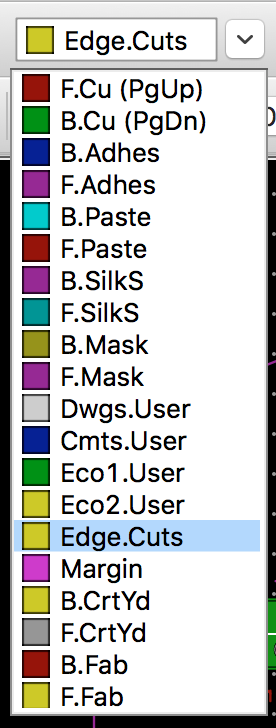 Edge.Cuts
F.Cu (PgUp)
B.Cu (PgDn)
B.Adhes
F.Adhes
B.Paste
F.Paste
B.SilkS
F.SilkS
B.Mask
F.Mask
Dwgs.User
Cmts.User
Eco1.User
Eco2.User
Edge.Cuts
Margin
B.CrtYd
F.CrtYd
B.Fab
F.Fab